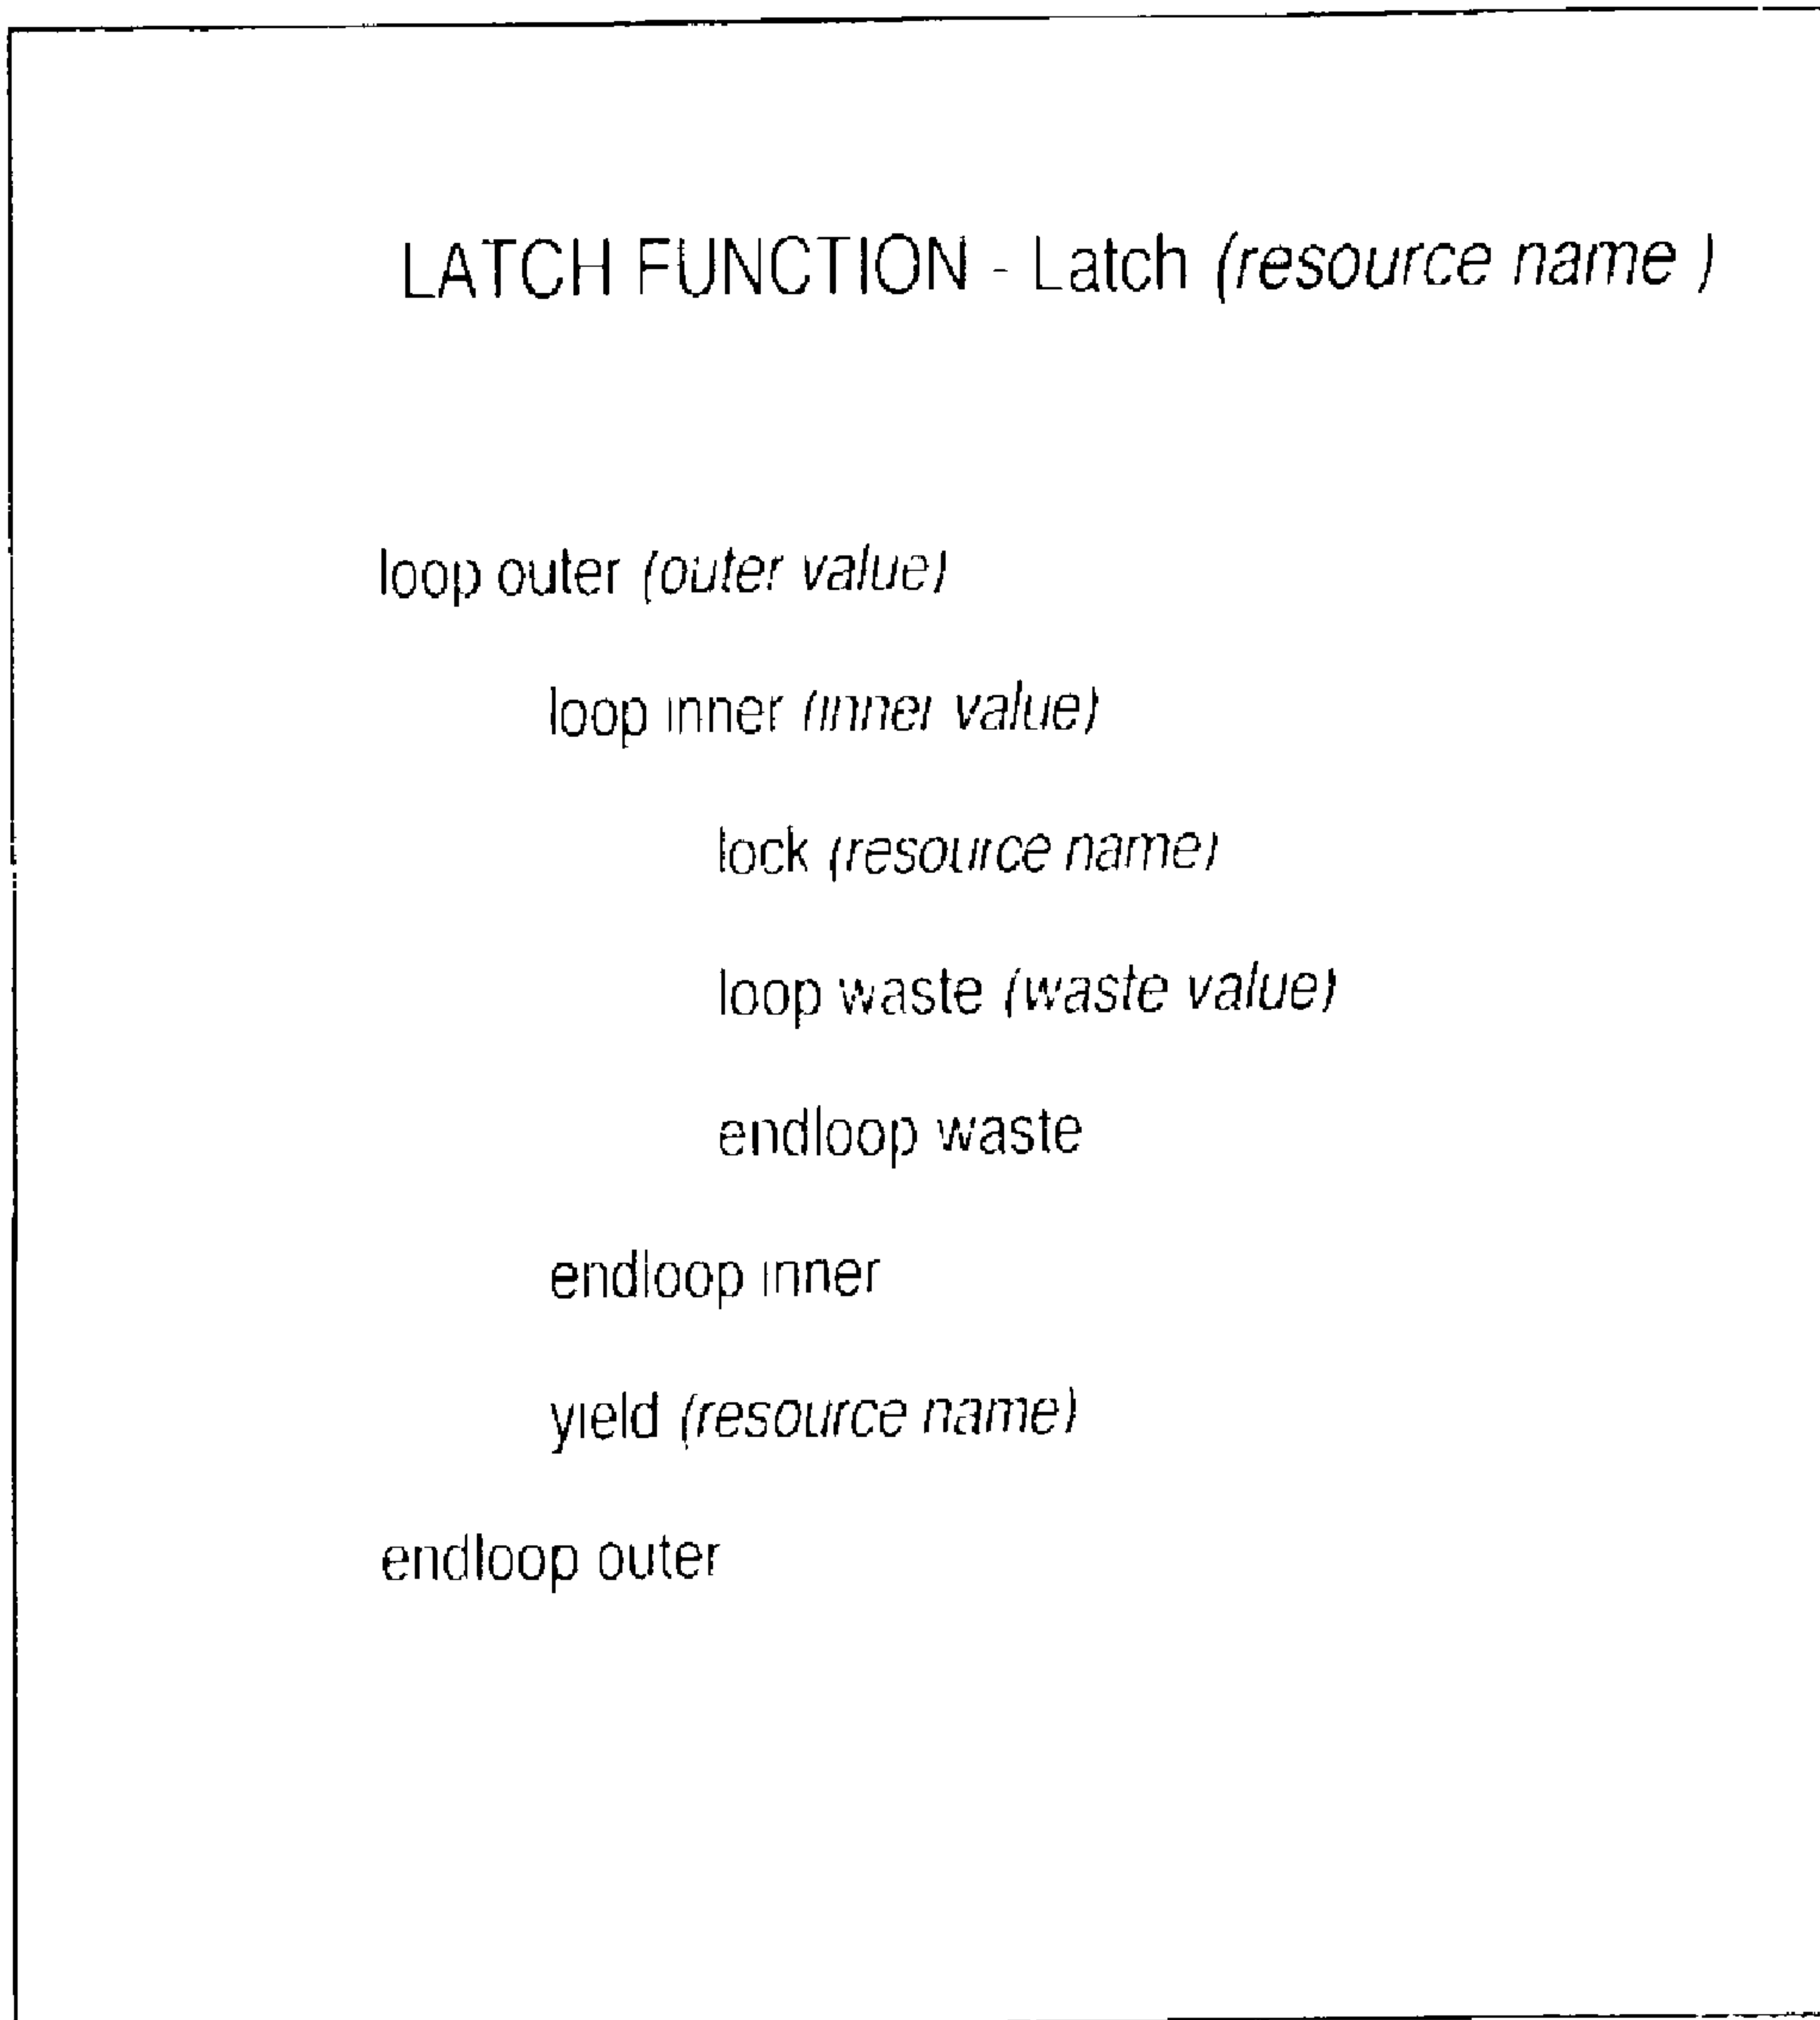 LATCH FUNCTION - Latch (resource name )
loop outer (outer value)
loop inner (inner value)
lock (resource name)
loop waste (waste value)
endloop waste
endloop inner
yield (resource name)
endloop outer